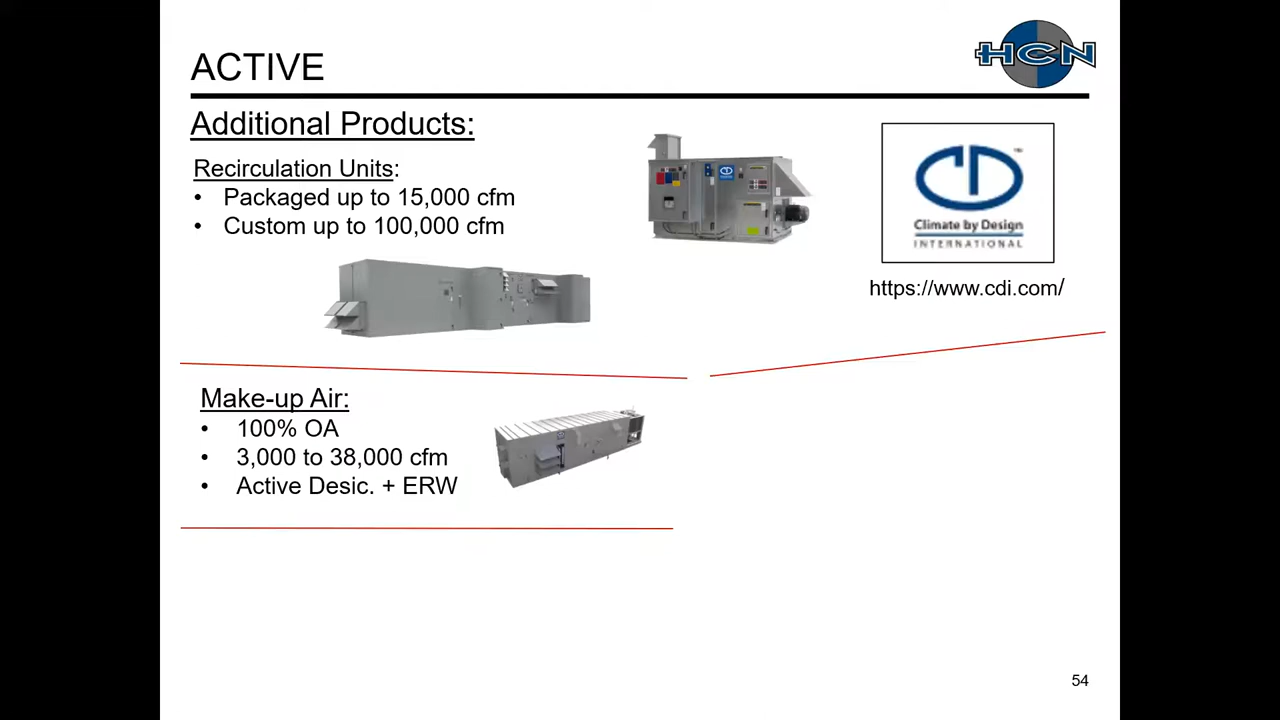 ACTIVE
HCN
Additional Products:
Recirculation Units:
• Packaged up to 15,000 cfm
• Custom up to 100,000 cfm
CD
™
Climate by Design
INTERNATIONAL
https://www.cdi.com/
Make-up Air:
• 100% OA
• 3,000 to 38,000 cfm
• Active Desic. + ERW
54